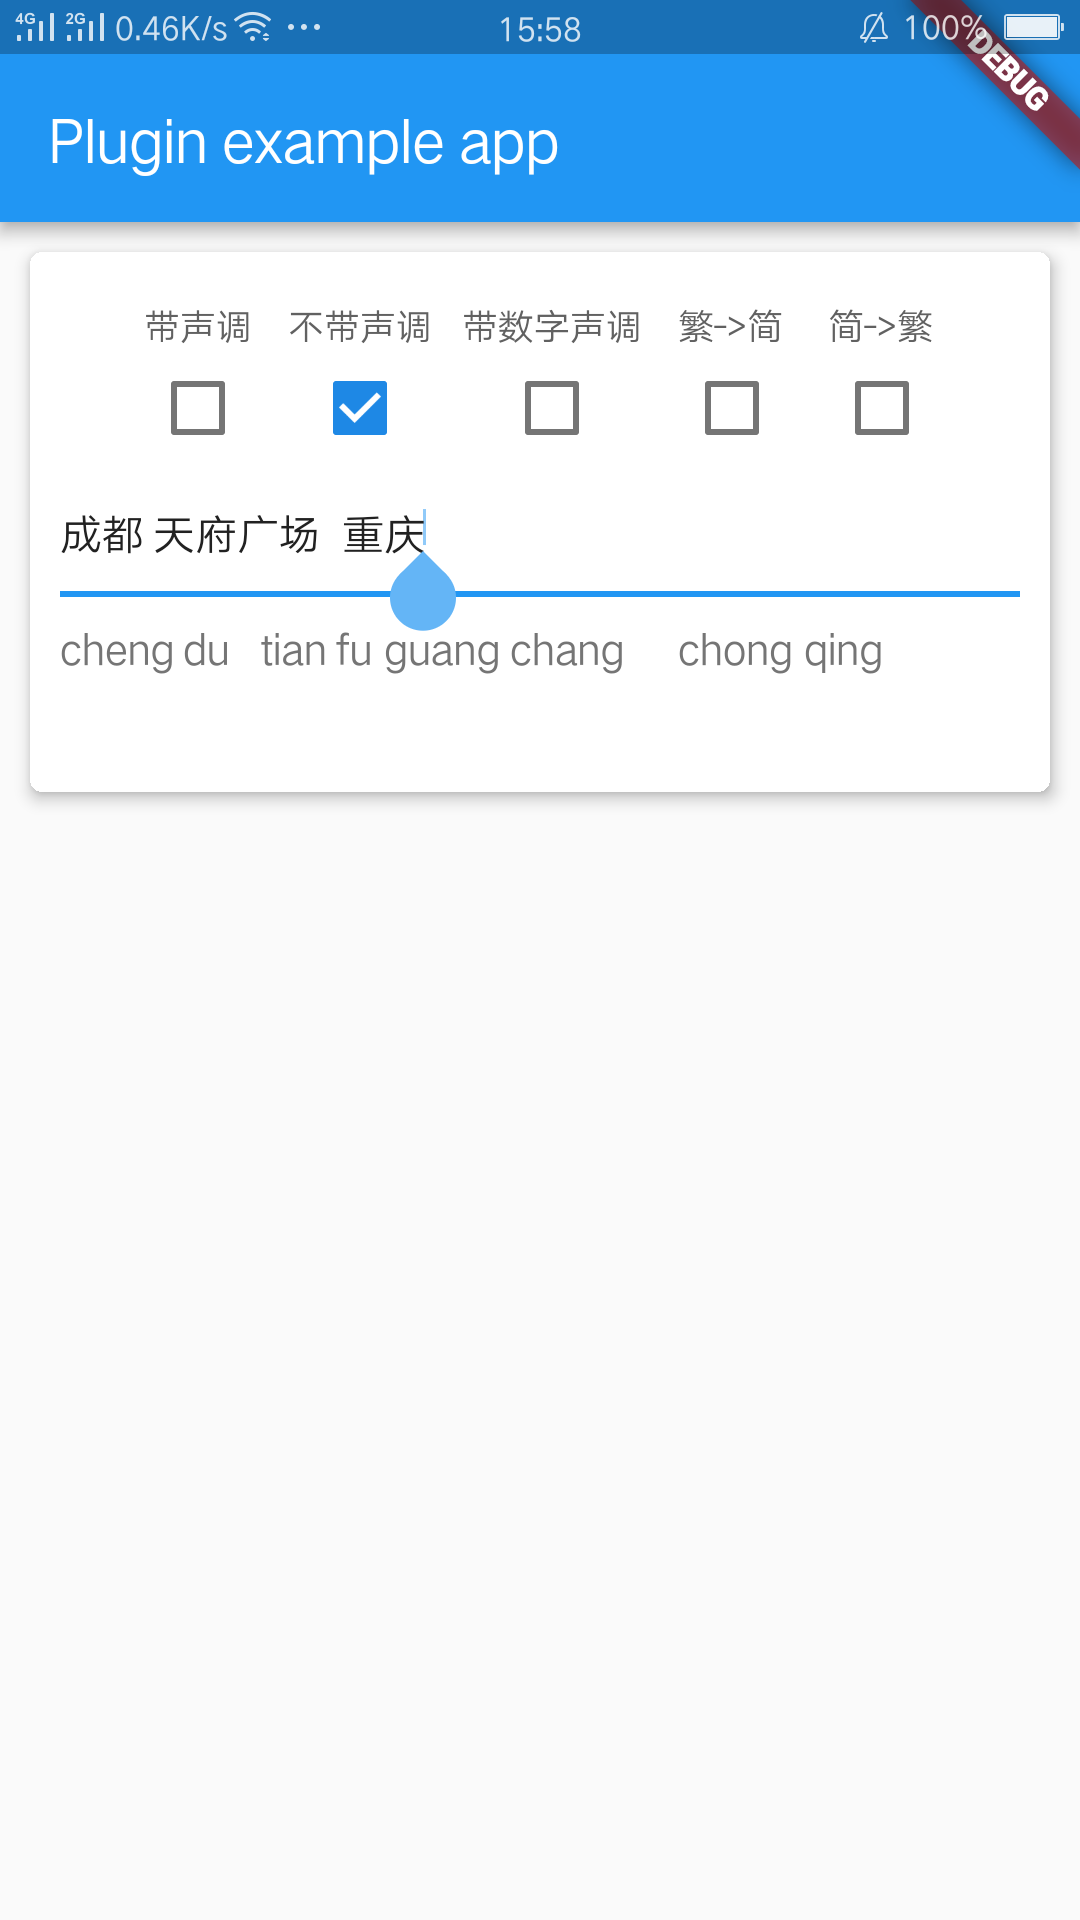 4G 2G 0.46K/s ... 15:58 100%
DEBUG
Plugin example app
带声调 不带声调 带数字声调 繁->简 简->繁
成都 天府广场  重庆
cheng du   tian fu guang chang     chong qing